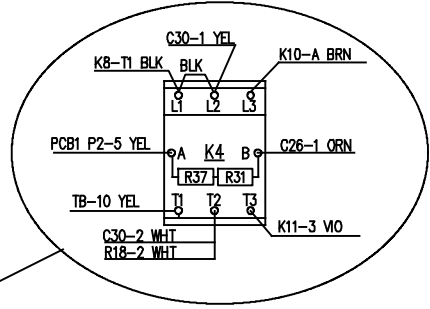 C30-1 YEL
K8-T1 BLK
BLK
K10-A BRN
L1
L2
L3
PCB1 P2-5 YEL
A
K4
B
C26-1 ORN
R37
R31
TB-10 YEL
T1
T2
T3
K11-3 VIO
C30-2 WHT
R18-2 WHT